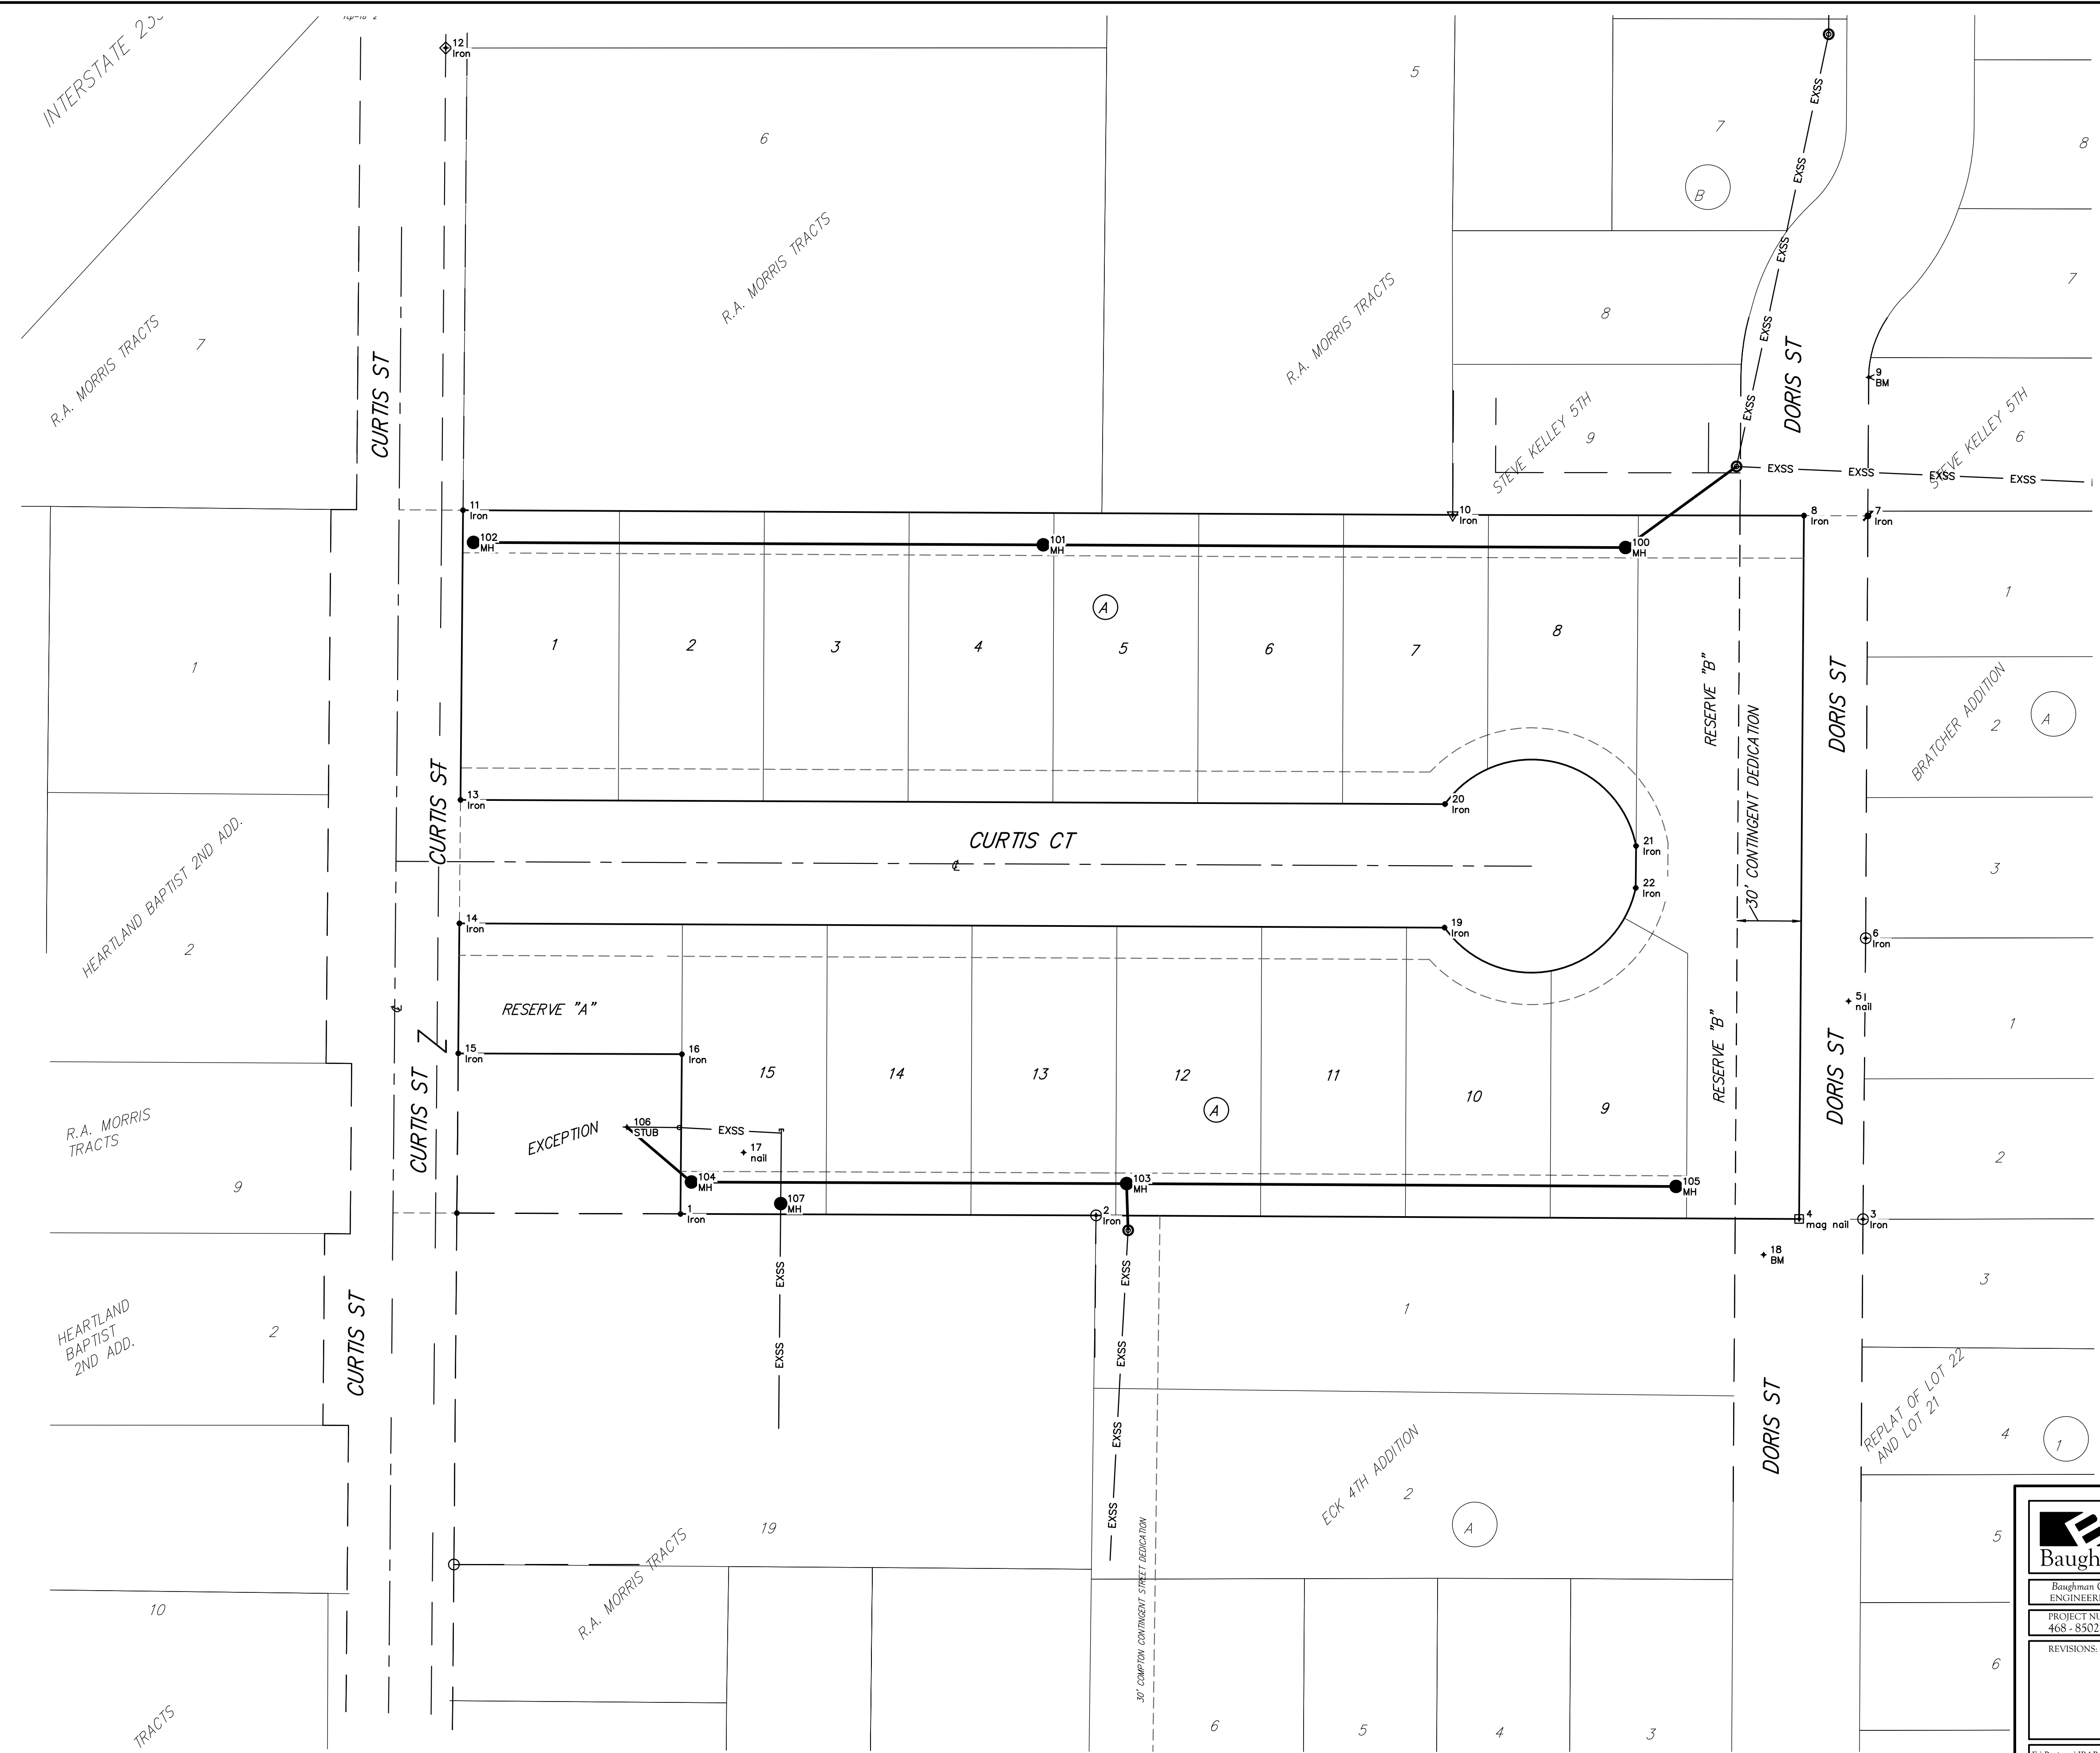 INTERSTATE
12
Iron
5
7
8
6
B
R.A. MORRIS TRACTS
R.A. MORRIS TRACTS
7
7
R.A. MORRIS TRACTS
8
CURTIS ST
DORIS ST
9
BM
STEVE KELLEY 5TH
9
STEVE KELLEY 5TH
6
EXSS
EXSS
EXSS
EXSS
EXSS
EXSS
EXSS
EXSS
EXSS
11
Iron
10
Iron
8
Iron
7
Iron
102
MH
101
MH
100
MH
A
1
1
2
3
4
5
6
7
8
1
RESERVE "B"
30' CONTINGENT DEDICATION
DORIS ST
BRATCHER ADDITION
2
A
CURTIS ST
13
Iron
20
Iron
CURTIS CT
21
Iron
22
Iron
3
HEARTLAND BAPTIST 2ND ADD.
2
14
Iron
19
Iron
6
Iron
RESERVE "A"
5
nail
1
15
Iron
16
Iron
CURTIS ST
15
14
13
12
11
10
9
A
RESERVE "B"
DORIS ST
R.A. MORRIS
TRACTS
9
EXCEPTION
106
STUB
EXSS
17
nail
2
104
MH
103
MH
105
MH
107
MH
1
Iron
2
Iron
4
mag nail
3
Iron
18
BM
EXSS
EXSS
EXSS
EXSS
EXSS
EXSS
3
1
HEARTLAND
BAPTIST
2ND ADD.
2
CURTIS ST
DORIS ST
REPLAT OF LOT 22
AND LOT 21
4
1
ECK 4TH ADDITION
2
A
19
R.A. MORRIS TRACTS
30' COMPTON CONTINGENT STREET DEDICATION
5
10
6
TRACTS
6
5
4
3
Baugh
Baughman
ENGINEER
PROJECT NU
468 - 8502
REVISIONS: